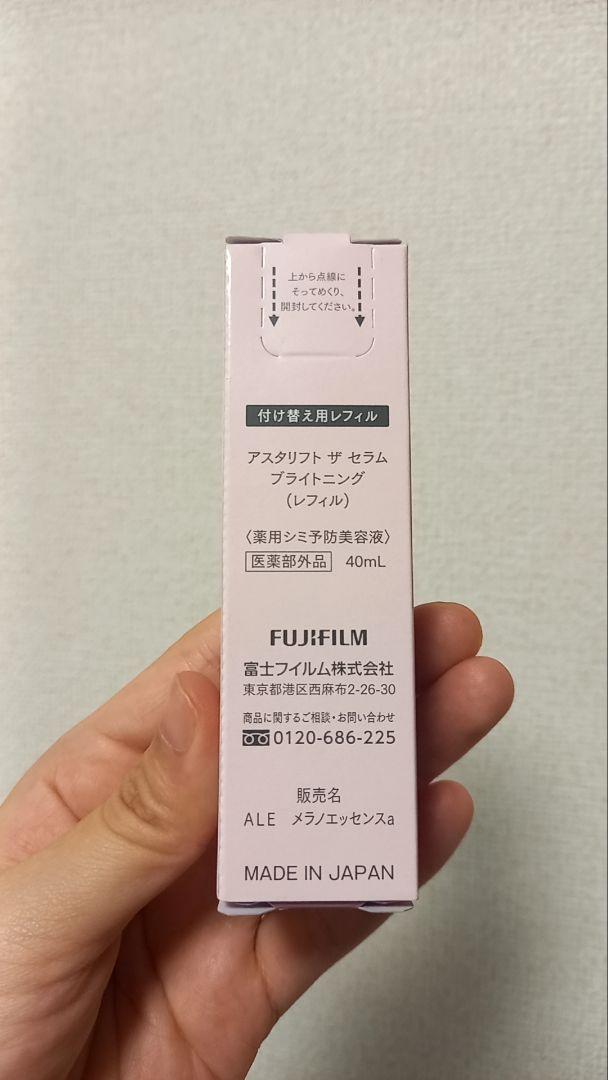 上から点線に
そってめくり、
開封してください。
付け替え用レフィル
アスタリフト ザ セラム
ブライトニング
(レフィル)
〈薬用シミ予防美容液〉
医薬部外品 40mL
FUJIFILM
富士フイルム株式会社
東京都港区西麻布2-26-30
商品に関するご相談・お問い合わせ
0120-686-225
販売名
ALE メラノエッセンスa
MADE IN JAPAN